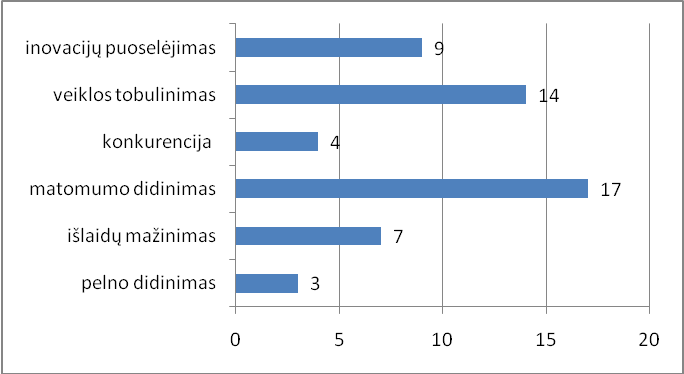 inovacijų puoselėjimas 9
veiklos tobulinimas 14
konkurencija 4
matomumo didinimas 17
išlaidų mažinimas 7
pelno didinimas 3
0 5 10 15 20